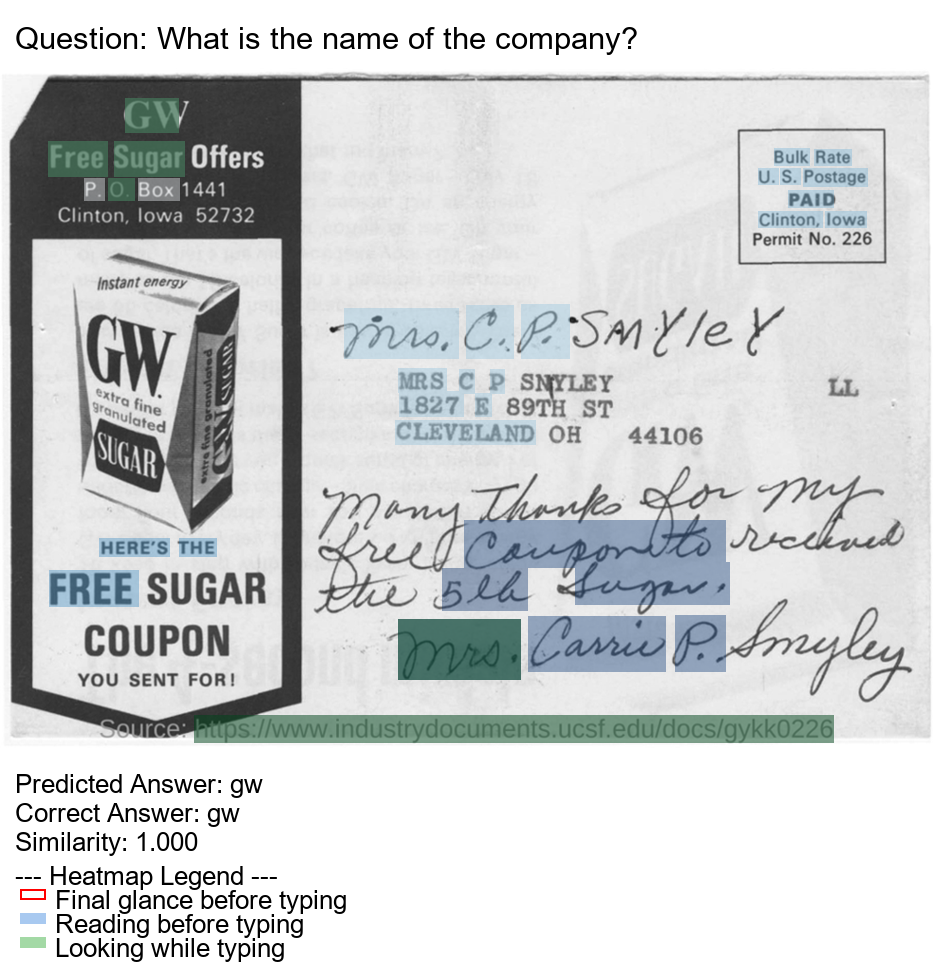 Question: What is the name of the company?
GW
Free Sugar Offers
P. O. Box 1441
Clinton, Iowa 52732
Bulk Rate
U. S. Postage
PAID
Clinton, Iowa
Permit No. 226
Instant energy
GW.
extra fine
granulated
SUGAR
extra fine granulated
GW SUGAR
Mrs. C. P. SMYleY
MRS C P SNYLEY
1827 E 89TH ST
CLEVELAND OH 44106
LL
Many Thanks for my
free Coupon to received
the 5lb Sugar.
Mrs. Carrie P. Smyley
HERE'S THE
FREE SUGAR
COUPON
YOU SENT FOR!
Source: https://www.industrydocuments.ucsf.edu/docs/gykk0226
Predicted Answer: gw
Correct Answer: gw
Similarity: 1.000
--- Heatmap Legend ---
Final glance before typing
Reading before typing
Looking while typing